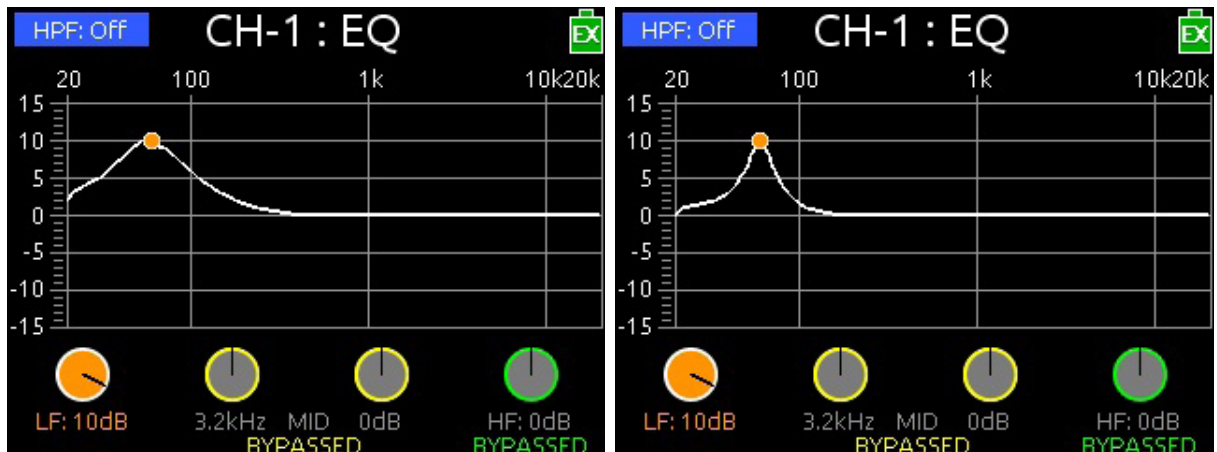 HPF: Off CH-1 : EQ EX
20 100 1k 10k20k
15
10
5
0
-5
-10
-15
LF: 10dB 3.2kHz MID 0dB HF: 0dB
BYPASSED BYPASSED
HPF: Off CH-1 : EQ EX
20 100 1k 10k20k
15
10
5
0
-5
-10
-15
LF: 10dB 3.2kHz MID 0dB HF: 0dB
BYPASSED BYPASSED